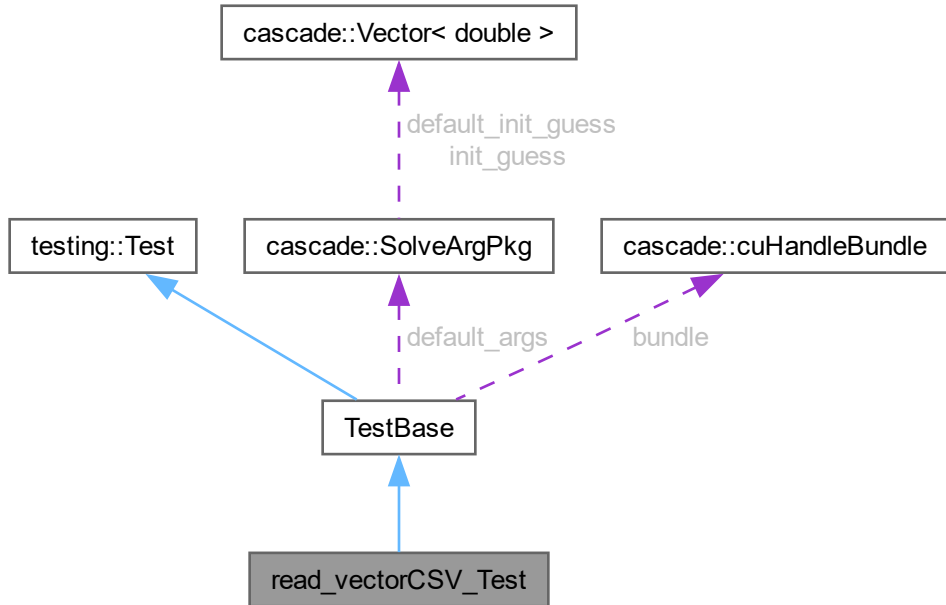 cascade::Vector< double >
default_init_guess
init_guess
testing::Test
cascade::SolveArgPkg
cascade::cuHandleBundle
default_args
bundle
TestBase
read_vectorCSV_Test